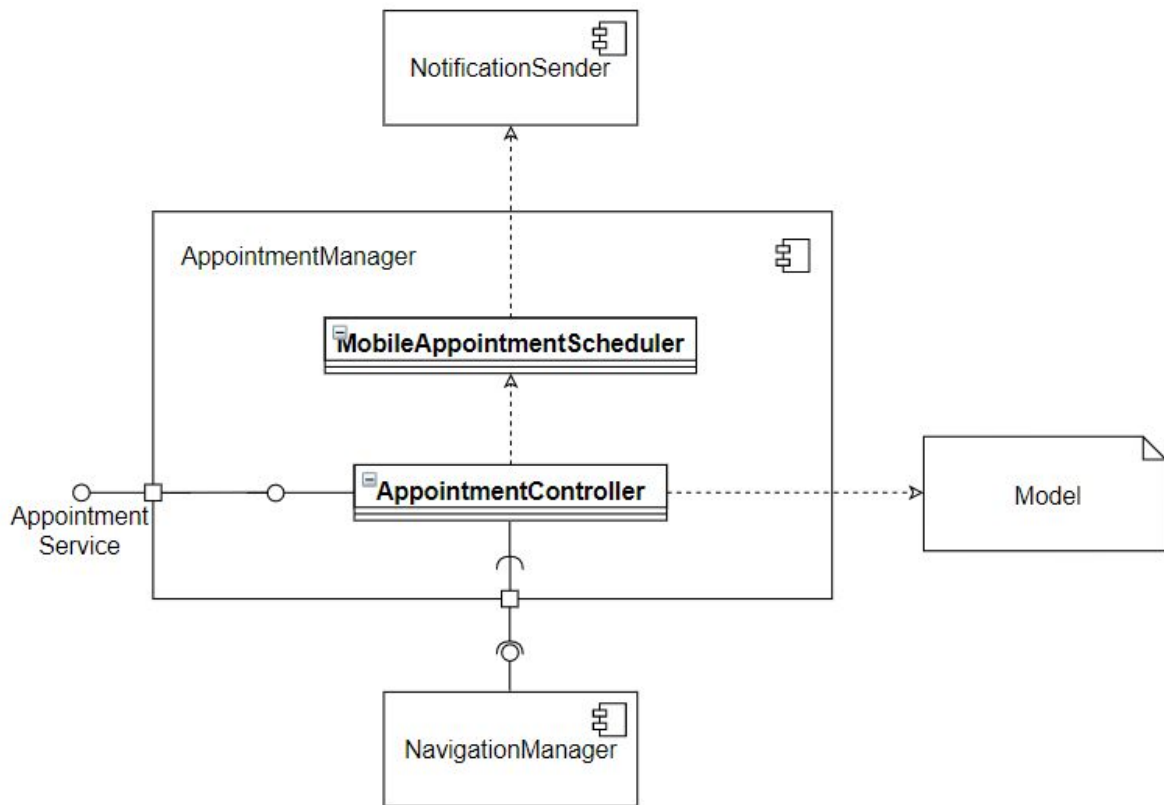 NotificationSender
AppointmentManager
MobileAppointmentScheduler
AppointmentController
Appointment
Service
Model
NavigationManager